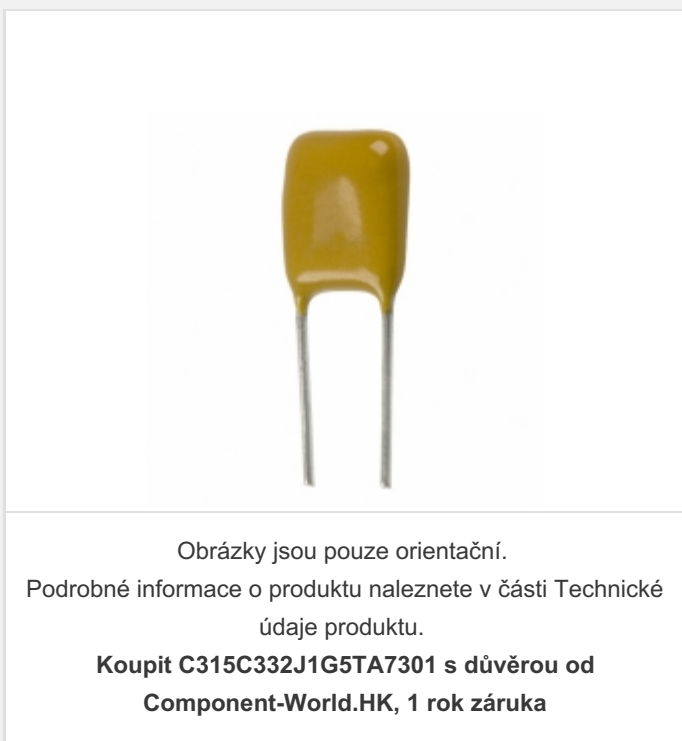 Obrázky jsou pouze orientační.
Podrobné informace o produktu naleznete v části Technické
údaje produktu.
Koupit C315C332J1G5TA7301 s důvěrou od
Component-World.HK, 1 rok záruka